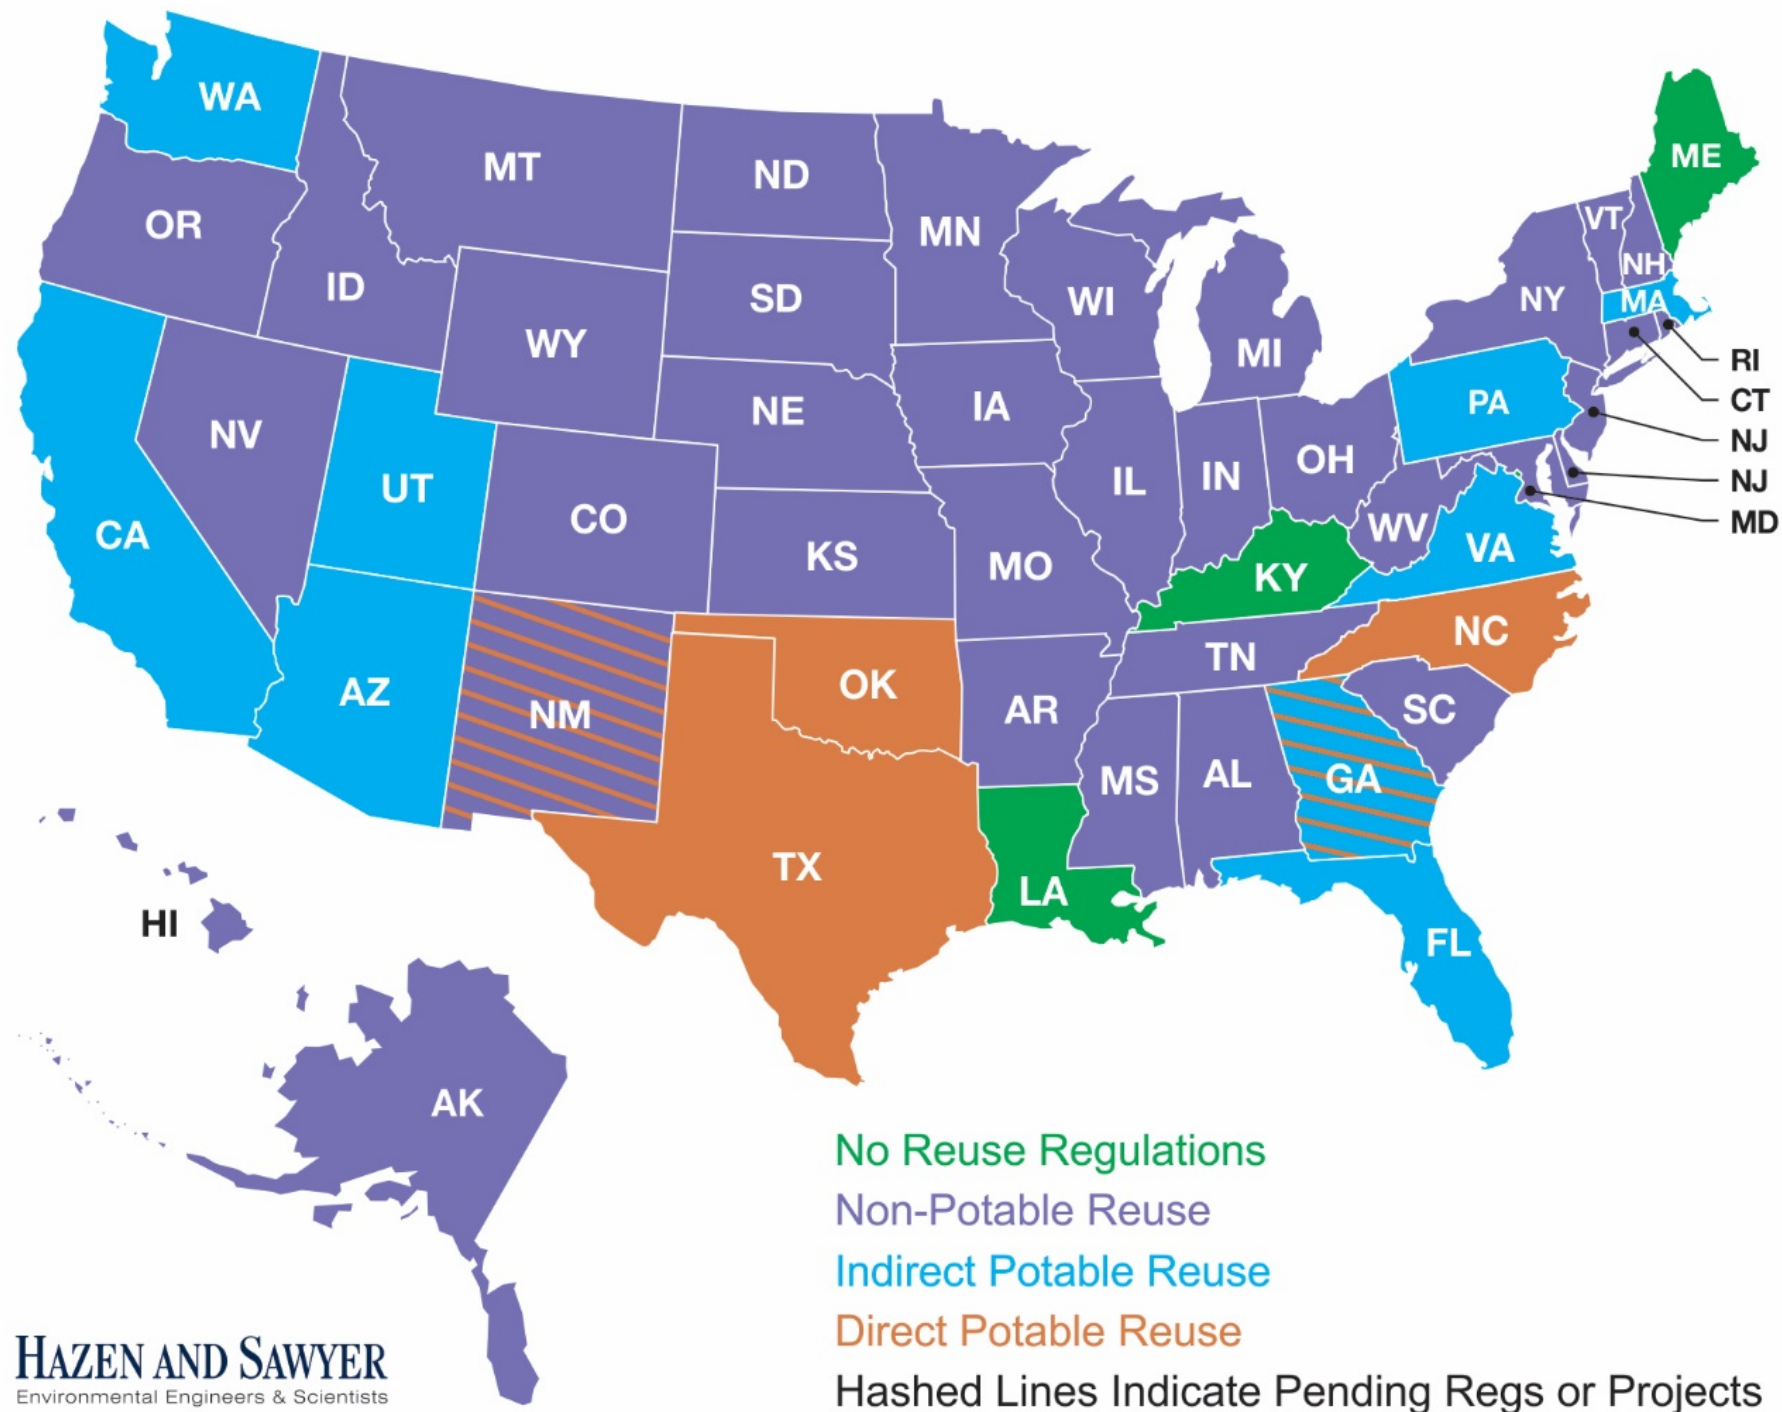 WA
MT
ND
MN
OR
ID
SD
WI
WY
MI
NE
IA
NV
UT
CO
KS
MO
IL
IN
OH
CA
AZ
NM
OK
TX
AR
LA
MS
AL
TN
KY
WV
VA
NC
SC
GA
FL
PA
NY
VT
NH
MA
ME
RI
CT
NJ
NJ
MD
HI
AK
No Reuse Regulations
Non-Potable Reuse
Indirect Potable Reuse
Direct Potable Reuse
Hashed Lines Indicate Pending Regs or Projects
HAZEN AND SAWYER
Environmental Engineers & Scientists